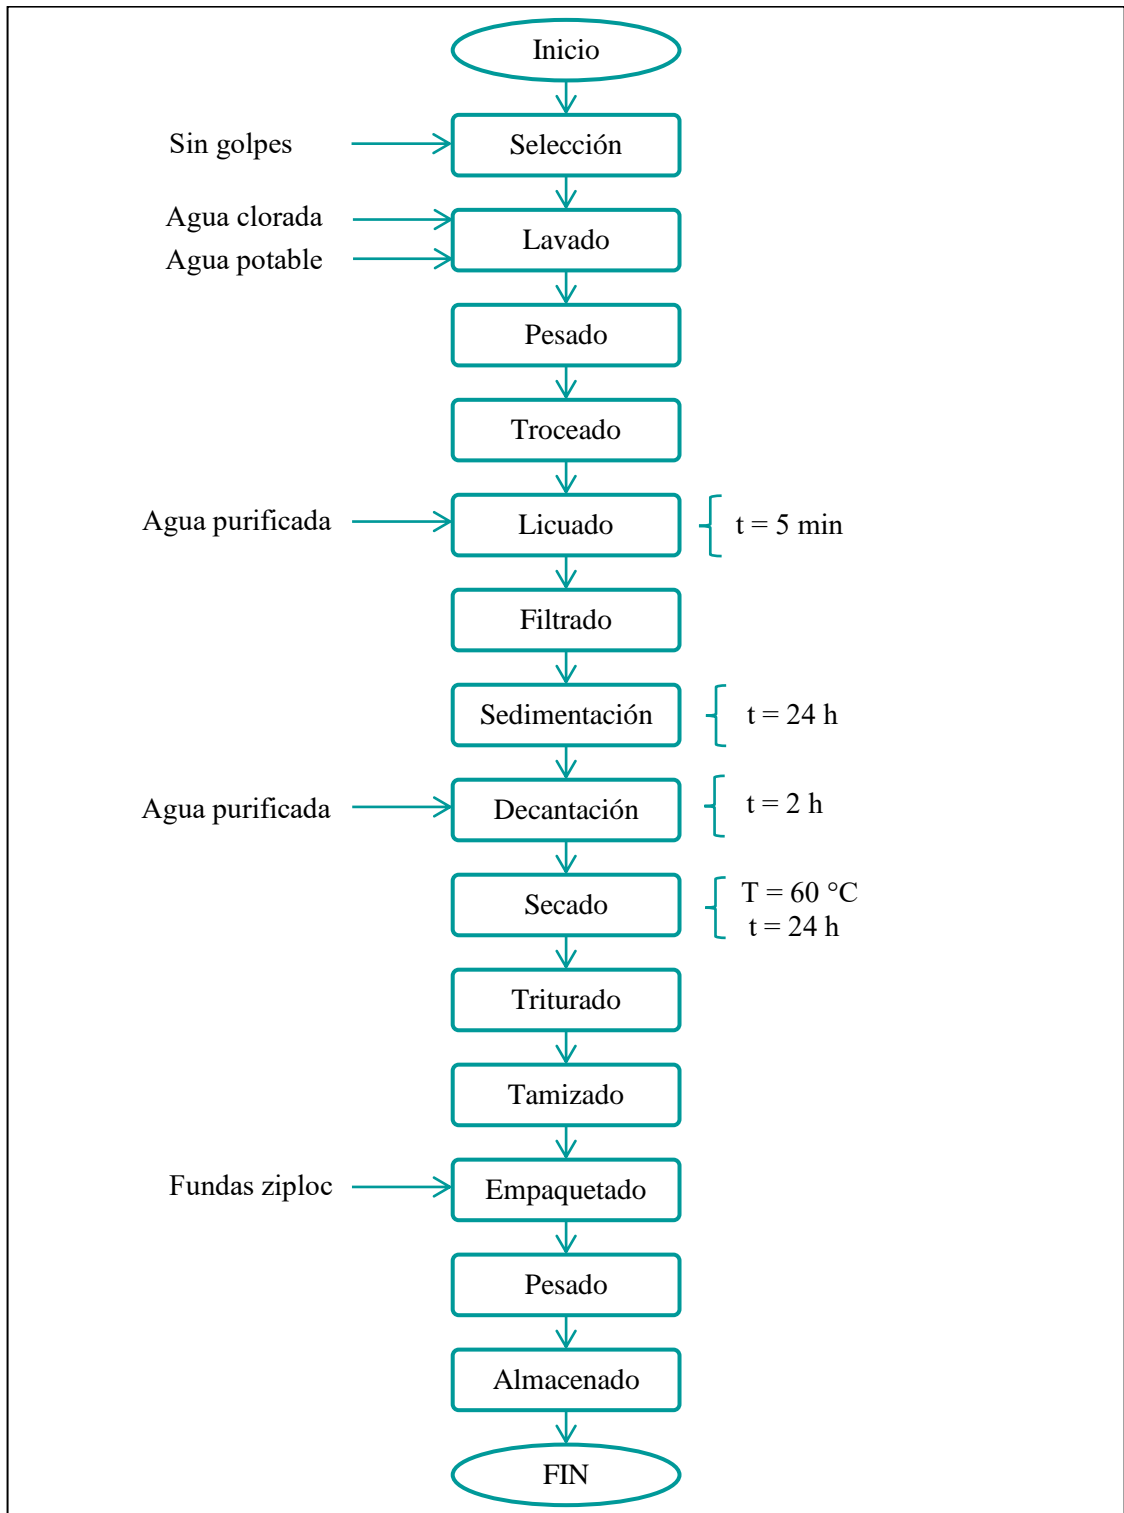 Inicio
Sin golpes
Selección
Agua clorada
Lavado
Agua potable
Pesado
Troceado
Agua purificada
Licuado
t = 5 min
Filtrado
Sedimentación
t = 24 h
Agua purificada
Decantación
t = 2 h
Secado
T = 60 °C
t = 24 h
Triturado
Tamizado
Fundas ziploc
Empaquetado
Pesado
Almacenado
FIN